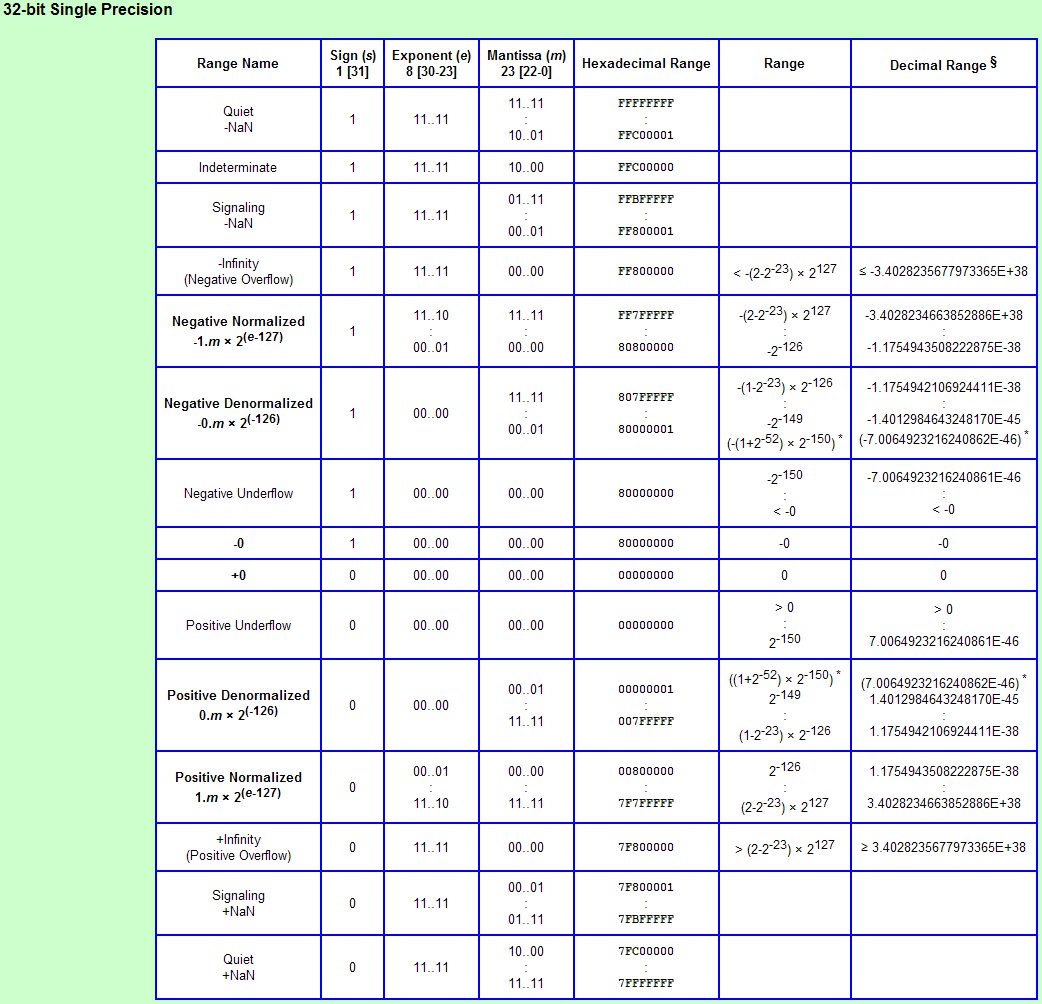 32-bit Single Precision
Range Name
Sign (s)
1 [31]
Exponent (e)
8 [30-23]
Mantissa (m)
23 [22-0]
Hexadecimal Range
Range
Decimal Range §
Quiet
-NaN
1
11..11
11..11
:
10..01
FFFFFFFF
:
FFC00001
Indeterminate
1
11..11
10..00
FFC00000
Signaling
-NaN
1
11..11
01..11
:
00..01
FFBFFFFF
:
FF800001
-Infinity
(Negative Overflow)
1
11..11
00..00
FF800000
< -(2-2-23) × 2127
≤ -3.4028235677973365E+38
Negative Normalized
-1.m × 2(e-127)
1
11..10
:
00..01
11..11
:
00..00
FF7FFFFF
:
80800000
-(2-2-23) × 2127
:
-2-126
-3.4028234663852886E+38
:
-1.1754943508222875E-38
Negative Denormalized
-0.m × 2(-126)
1
00..00
11..11
:
00..01
807FFFFF
:
80000001
-(1-2-23) × 2-126
:
-2-149
(-(1+2-52) × 2-150) *
-1.1754942106924411E-38
:
-1.4012984643248170E-45
(-7.0064923216240862E-46) *
Negative Underflow
1
00..00
00..00
80000000
-2-150
:
< -0
-7.0064923216240861E-46
:
< -0
-0
1
00..00
00..00
80000000
-0
-0
+0
0
00..00
00..00
00000000
0
0
Positive Underflow
0
00..00
00..00
00000000
> 0
:
2-150
> 0
:
7.0064923216240861E-46
Positive Denormalized
0.m × 2(-126)
0
00..00
00..01
:
11..11
00000001
:
007FFFFF
((1+2-52) × 2-150) *
2-149
:
(1-2-23) × 2-126
(7.0064923216240862E-46) *
1.4012984643248170E-45
:
1.1754942106924411E-38
Positive Normalized
1.m × 2(e-127)
0
00..01
:
11..10
00..00
:
11..11
00800000
:
7F7FFFFF
2-126
:
(2-2-23) × 2127
1.1754943508222875E-38
:
3.4028234663852886E+38
+Infinity
(Positive Overflow)
0
11..11
00..00
7F800000
> (2-2-23) × 2127
≥ 3.4028235677973365E+38
Signaling
+NaN
0
11..11
00..01
:
01..11
7F800001
:
7FBFFFFF
Quiet
+NaN
0
11..11
10..00
:
11..11
7FC00000
:
7FFFFFFF